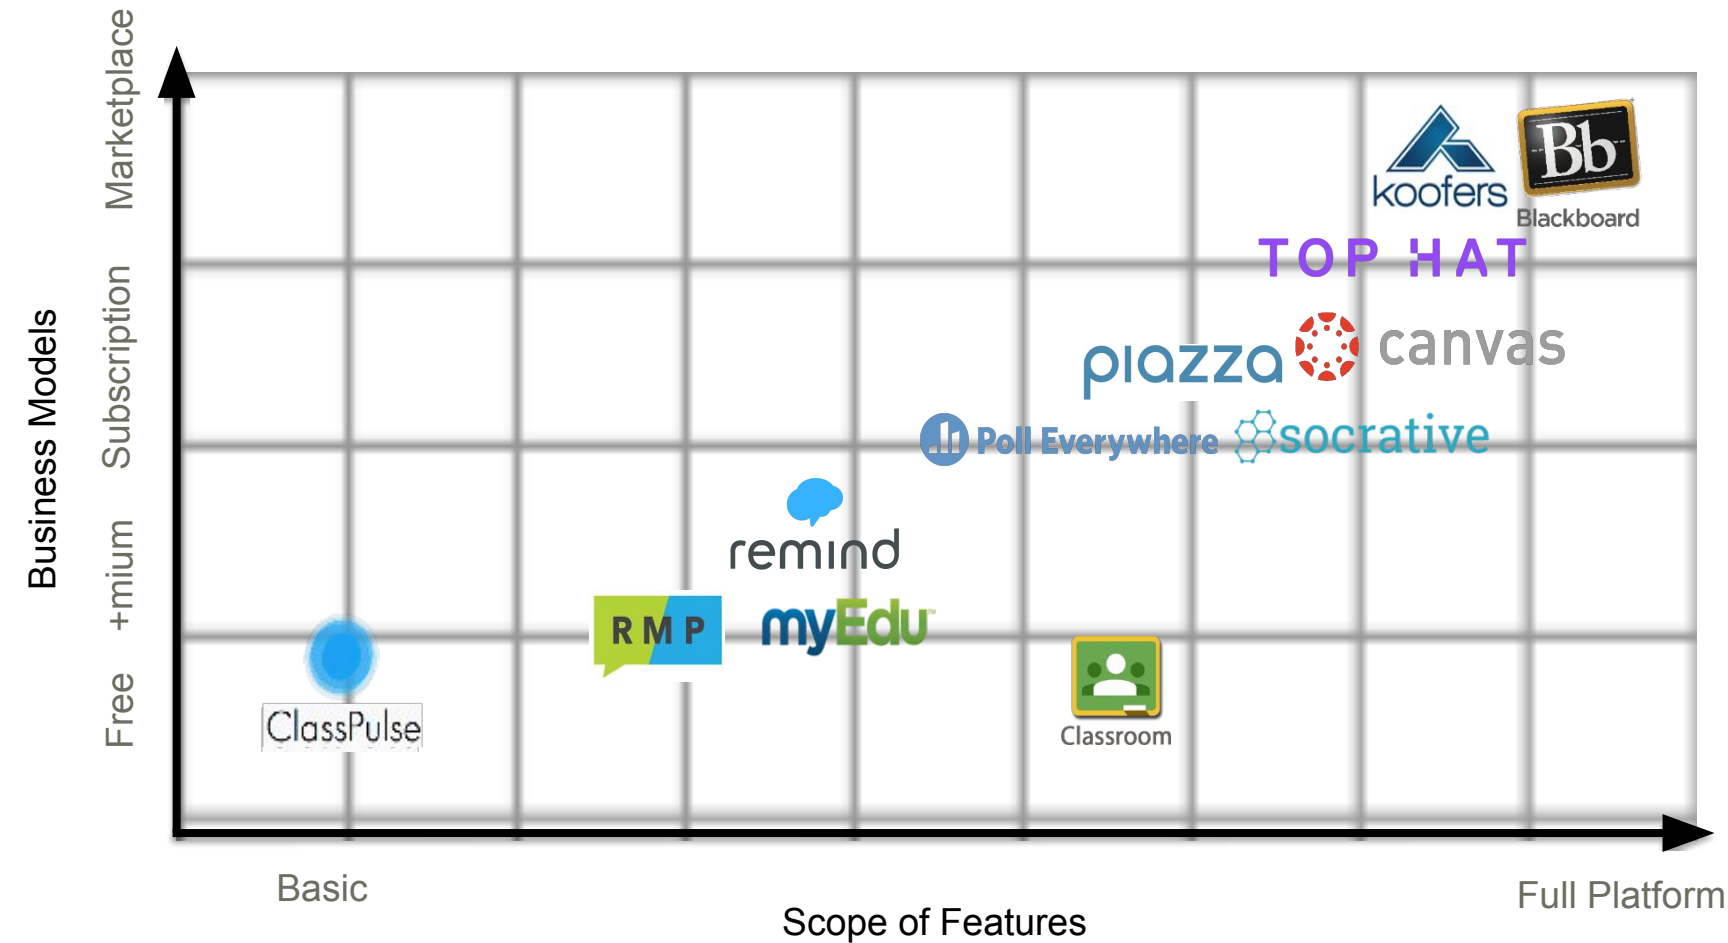 Marketplace
Subscription
+mium
Free
Business Models
koofers
Bb
Blackboard
TOP HAT
piazza
canvas
Poll Everywhere
socrative
remind
RMP
myEdu™
ClassPulse
Classroom
Basic
Full Platform
Scope of Features